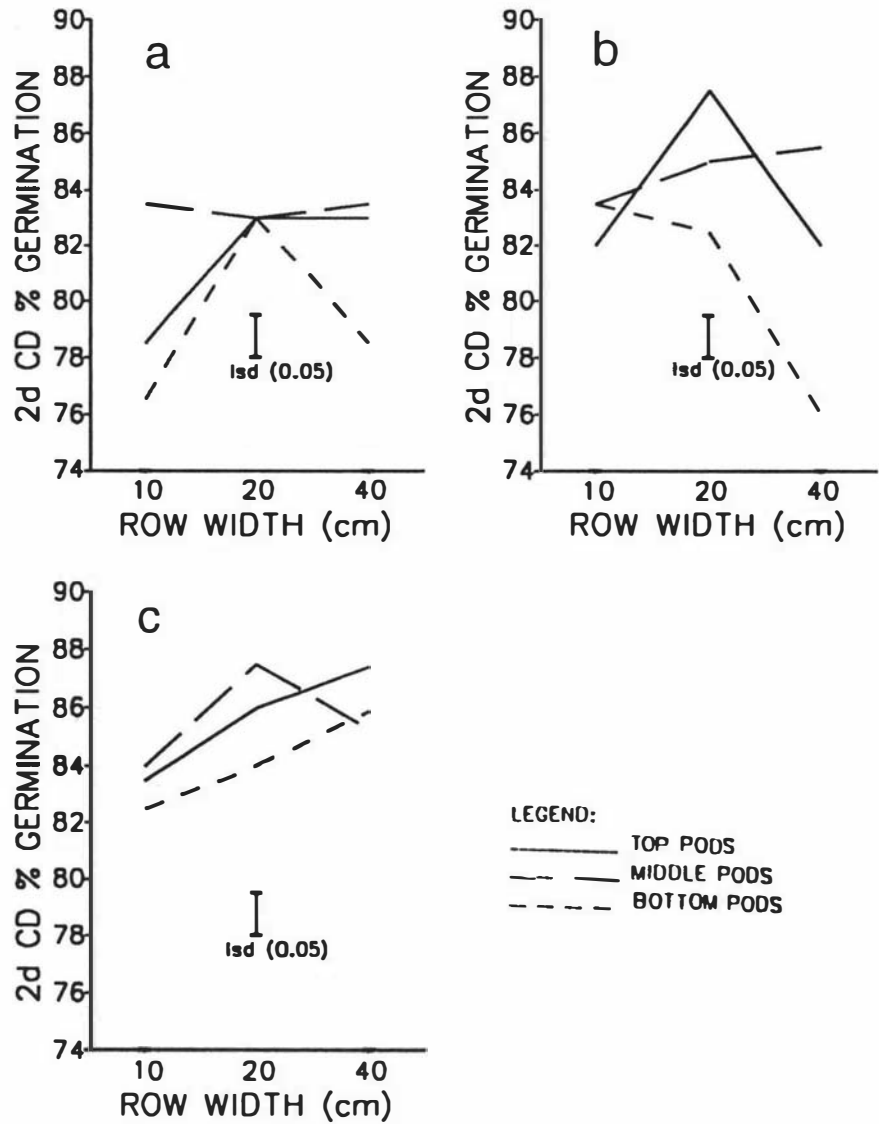 a
2d CD % GERMINATION
90
88
86
84
82
80
78
76
74
lsd (0.05)
10 20 40
ROW WIDTH (cm)
b
2d CD % GERMINATION
90
88
86
84
82
80
78
76
74
lsd (0.05)
10 20 40
ROW WIDTH (cm)
c
2d CD % GERMINATION
90
88
86
84
82
80
78
76
74
lsd (0.05)
10 20 40
ROW WIDTH (cm)
LEGEND:
TOP PODS
MIDDLE PODS
BOTTOM PODS